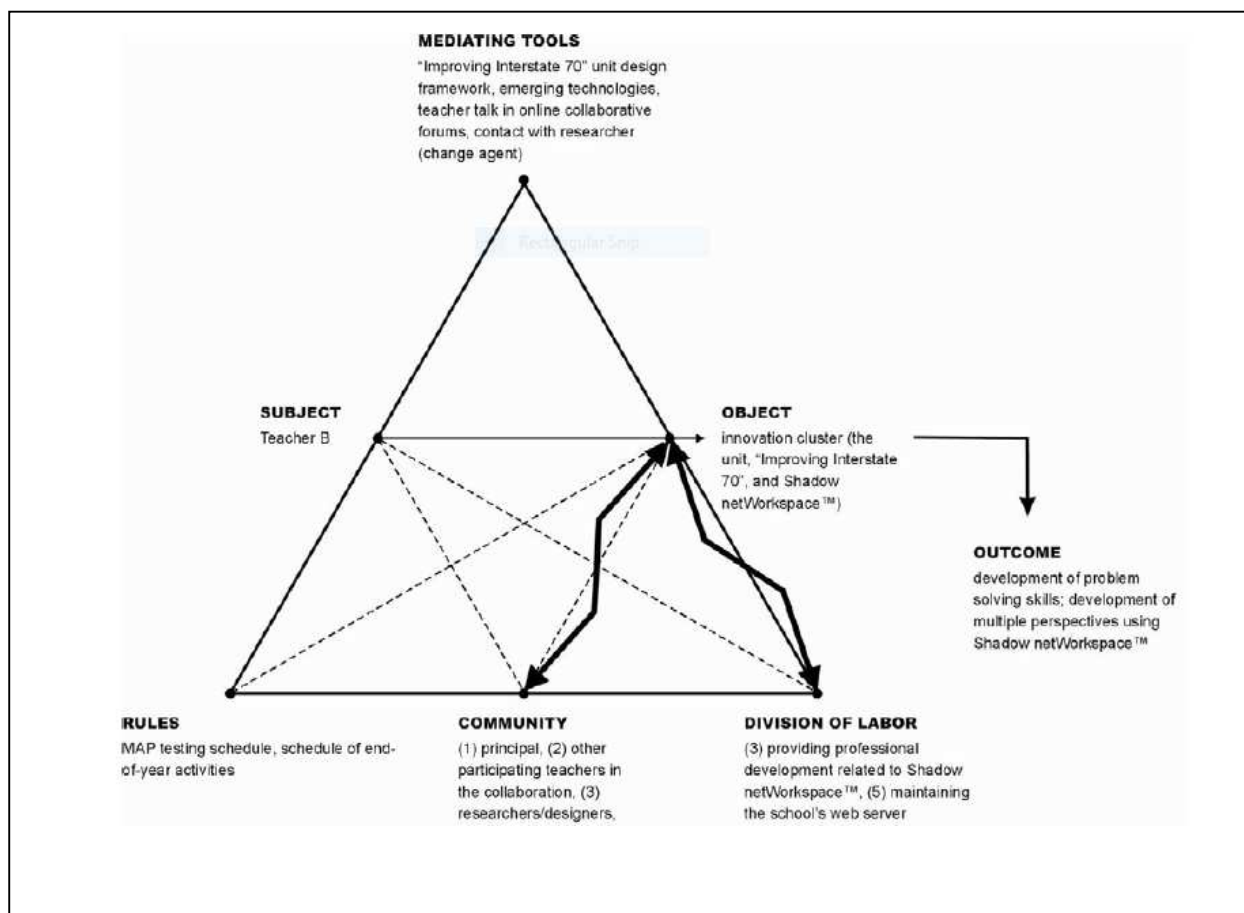 MEDIATING TOOLS
"Improving Interstate 70" unit design
framework, emerging technologies,
teacher talk in online collaborative
forums, contact with researcher
(change agent)
Rectangular Snip
SUBJECT
Teacher B
OBJECT
innovation cluster (the
unit, "Improving Interstate
70", and Shadow
netWorkspace™)
OUTCOME
development of problem
solving skills; development of
multiple perspectives using
Shadow netWorkspace™
RULES
MAP testing schedule, schedule of end-
of-year activities
COMMUNITY
(1) principal, (2) other
participating teachers in
the collaboration, (3)
researchers/designers,
DIVISION OF LABOR
(3) providing professional
development related to Shadow
netWorkspace™, (5) maintaining
the school's web server